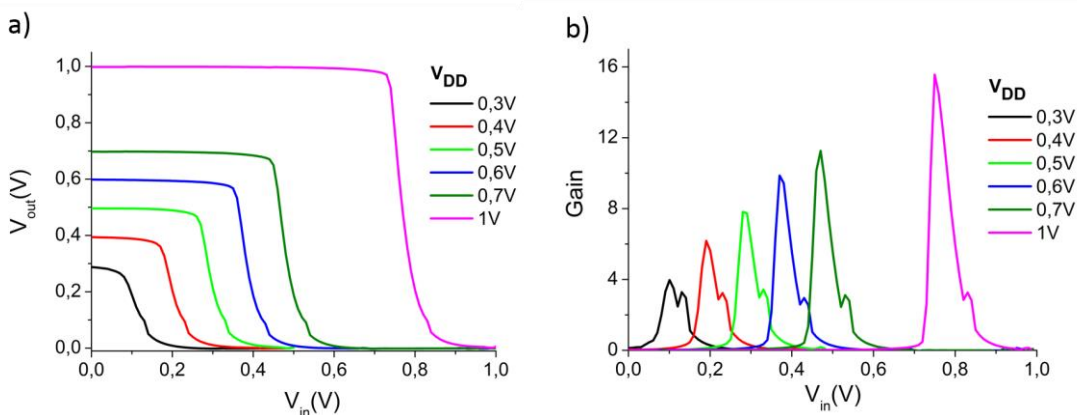 a)
1,0
0,8
0,6
0,4
0,2
0,0
V_out(V)
0,0 0,2 0,4 0,6 0,8 1,0
V_in(V)
V_DD
0,3V
0,4V
0,5V
0,6V
0,7V
1V
b)
16
12
8
4
0
Gain
0,0 0,2 0,4 0,6 0,8 1,0
V_in(V)
V_DD
0,3V
0,4V
0,5V
0,6V
0,7V
1V